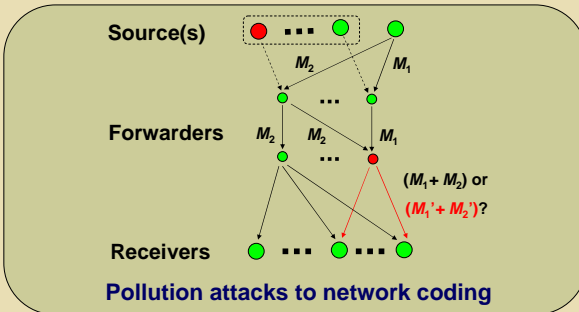 Source(s)
M2
M1
Forwarders
M2
M2
M1
(M1+ M2) or
(M1'+ M2')?
Receivers
Pollution attacks to network coding